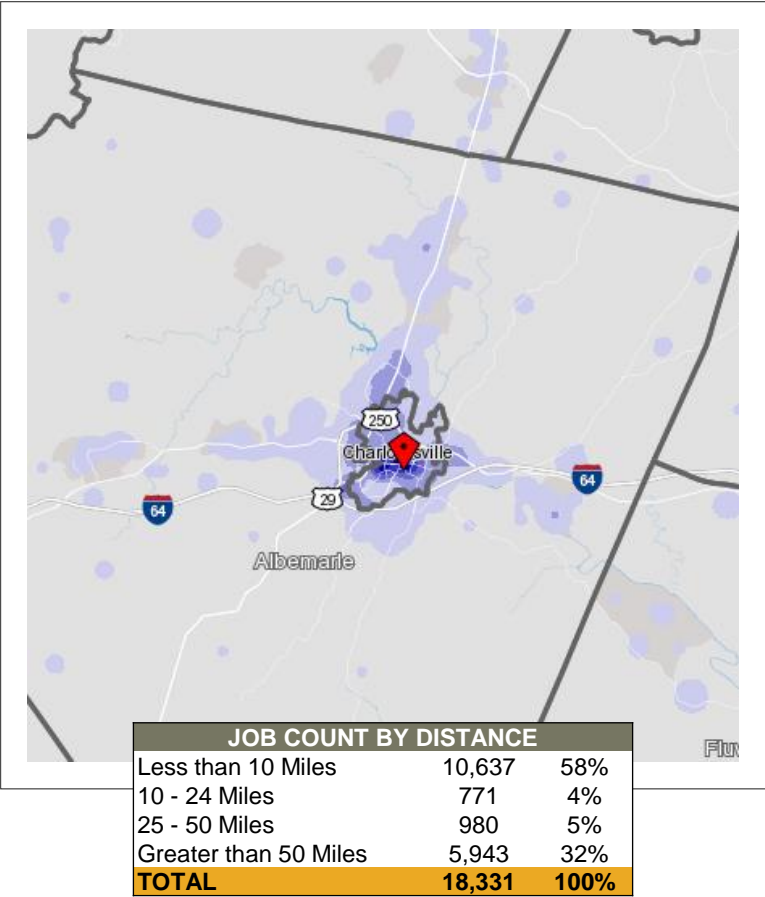 250
Charlottesville
64
29
64
Albemarle
Fluv
JOB COUNT BY DISTANCE
Less than 10 Miles 10,637 58%
10 - 24 Miles 771 4%
25 - 50 Miles 980 5%
Greater than 50 Miles 5,943 32%
TOTAL 18,331 100%